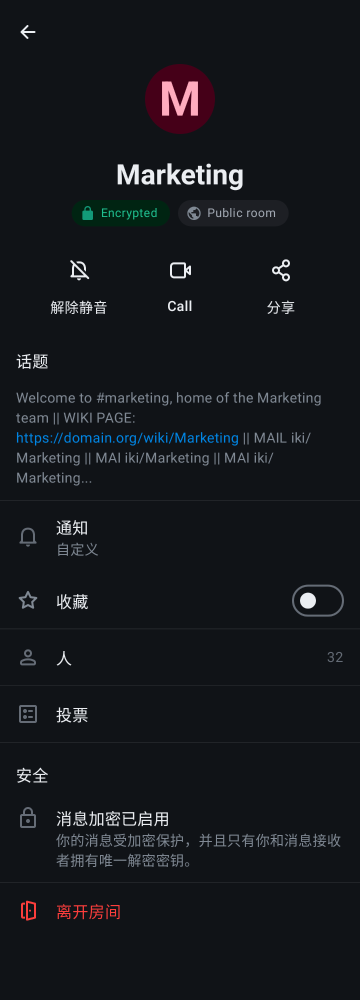 M
Marketing
Encrypted
Public room
解除静音
Call
分享
话题
Welcome to #marketing, home of the Marketing
team || WIKI PAGE:
https://domain.org/wiki/Marketing || MAIL iki/
Marketing || MAI iki/Marketing || MAI iki/
Marketing...
通知
自定义
收藏
人
32
投票
安全
消息加密已启用
你的消息受加密保护，并且只有你和消息接收
者拥有唯一解密密钥。
离开房间